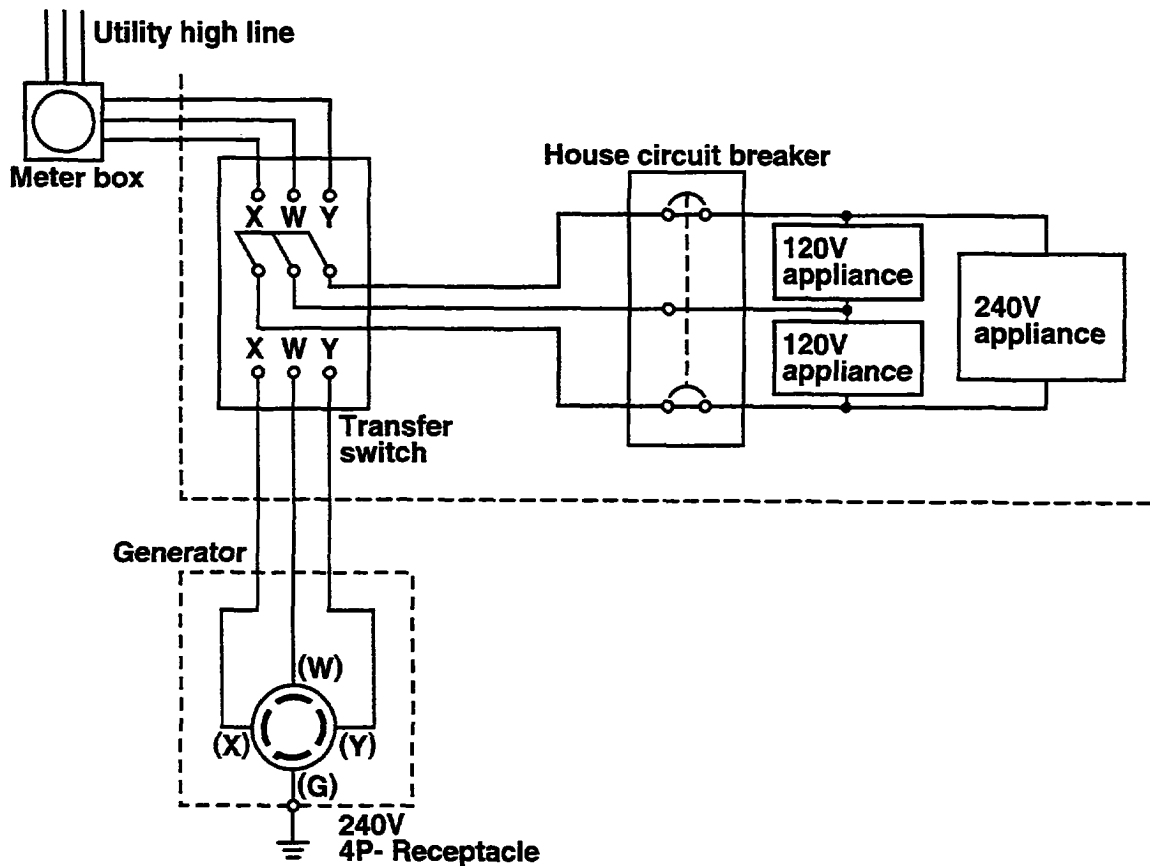 Utility high line
Meter box
House circuit breaker
X W Y
120V
appliance
240V
appliance
120V
appliance
X W Y
Transfer
switch
Generator
(W)
(X) (Y)
(G)
240V
4P- Receptacle